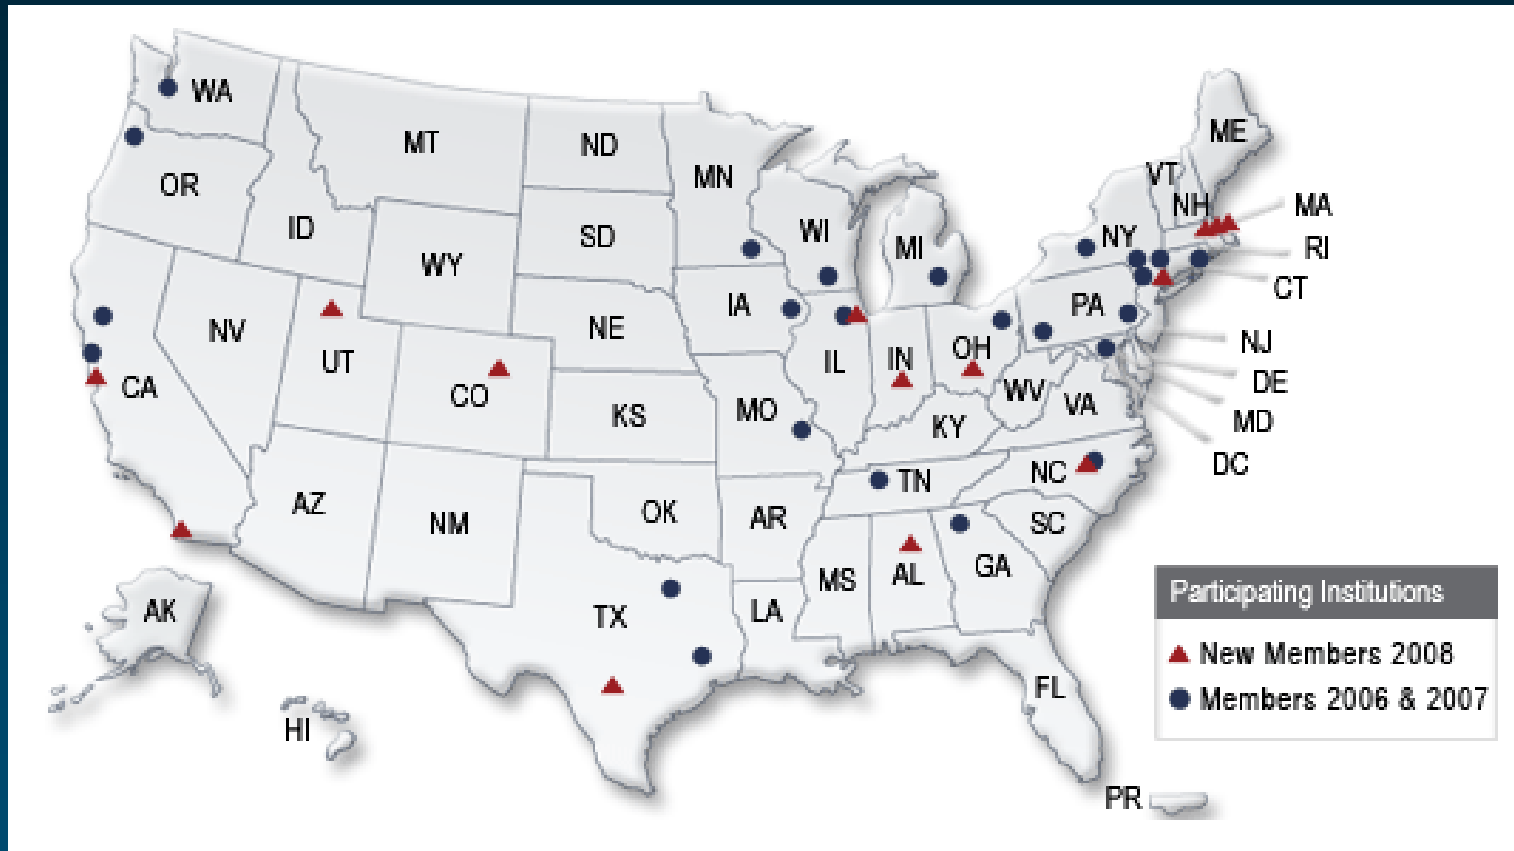 WA
MT
ND
MN
OR
ID
WY
SD
WI
MI
NY
VT
NH
ME
MA
RI
CT
NV
UT
CA
CO
NE
IA
IL
IN
OH
PA
NJ
DE
MD
DC
WV
VA
KS
MO
KY
AZ
NM
OK
AR
TN
NC
SC
MS
AL
GA
TX
LA
FL
AK
HI
PR
Participating Institutions
New Members 2008
Members 2006 & 2007